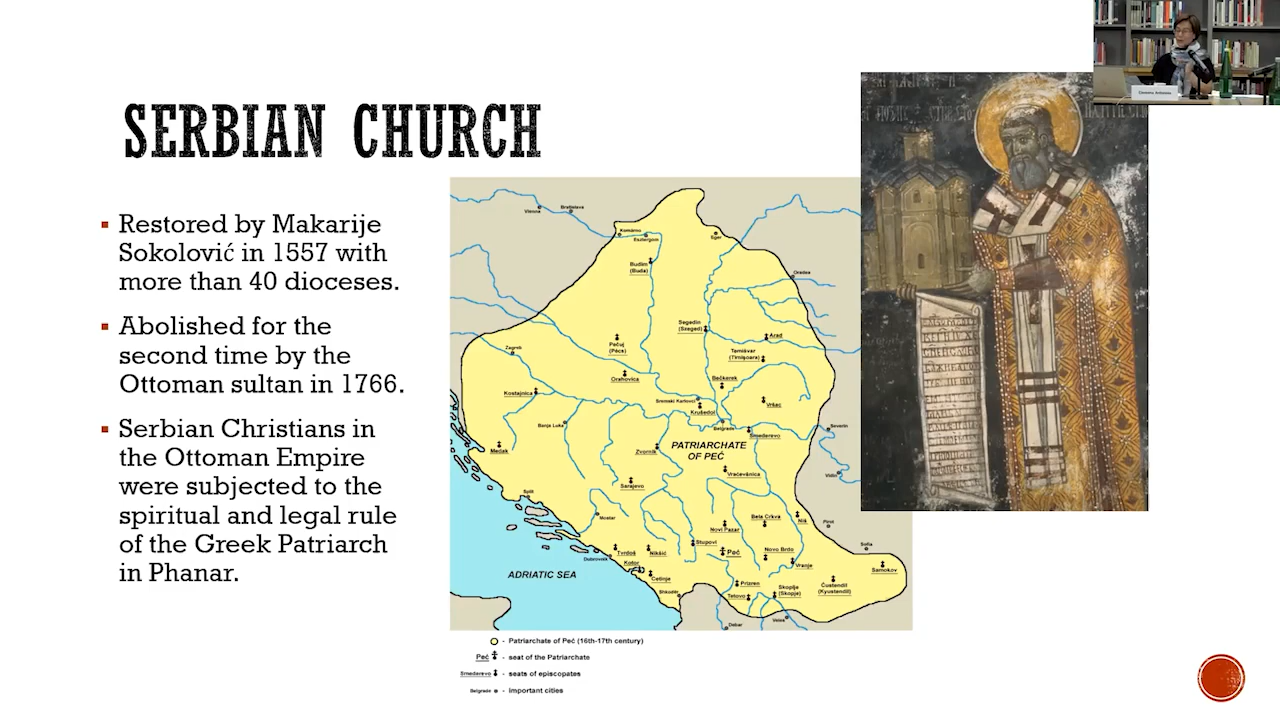 SERBIAN CHURCH
Restored by Makarije
Sokolović in 1557 with
more than 40 dioceses.
Abolished for the
second time by the
Ottoman sultan in 1766.
Serbian Christians in
the Ottoman Empire
were subjected to the
spiritual and legal rule
of the Greek Patriarch
in Phanar.
Vienna
Bratislava
Komárno
Esztergom
Eger
Budim
(Buda)
Oradea
Segedin
(Szeged)
Arad
Pečuj
(Pécs)
Temišvar
(Timișoara)
Zagreb
Orahovica
Bečkerek
Kostajnica
Sremski Karlovci
Krušedol
Vršac
Banja Luka
Belgrade
Smederevo
Severin
Medak
Zvornik
PATRIARCHATE
OF PEĆ
Vidin
Vraćevšnica
Sarajevo
Split
Mostar
Bela Crkva
Niš
Novi Pazar
Pirot
Stupovi
Sofia
Tvrdoš
Nikšić
Peć
Novo Brdo
Dubrovnik
Kotor
Vranje
Samokov
ADRIATIC SEA
Cetinje
Prizren
Skoplje
(Skopje)
Ćustendil
(Kyustendil)
Shkodër
Tetovo
Veles
Debar
- Patriarchate of Peć (16th-17th century)
Peć - seat of the Patriarchate
Smederevo - seats of episcopates
Belgrade - important cities